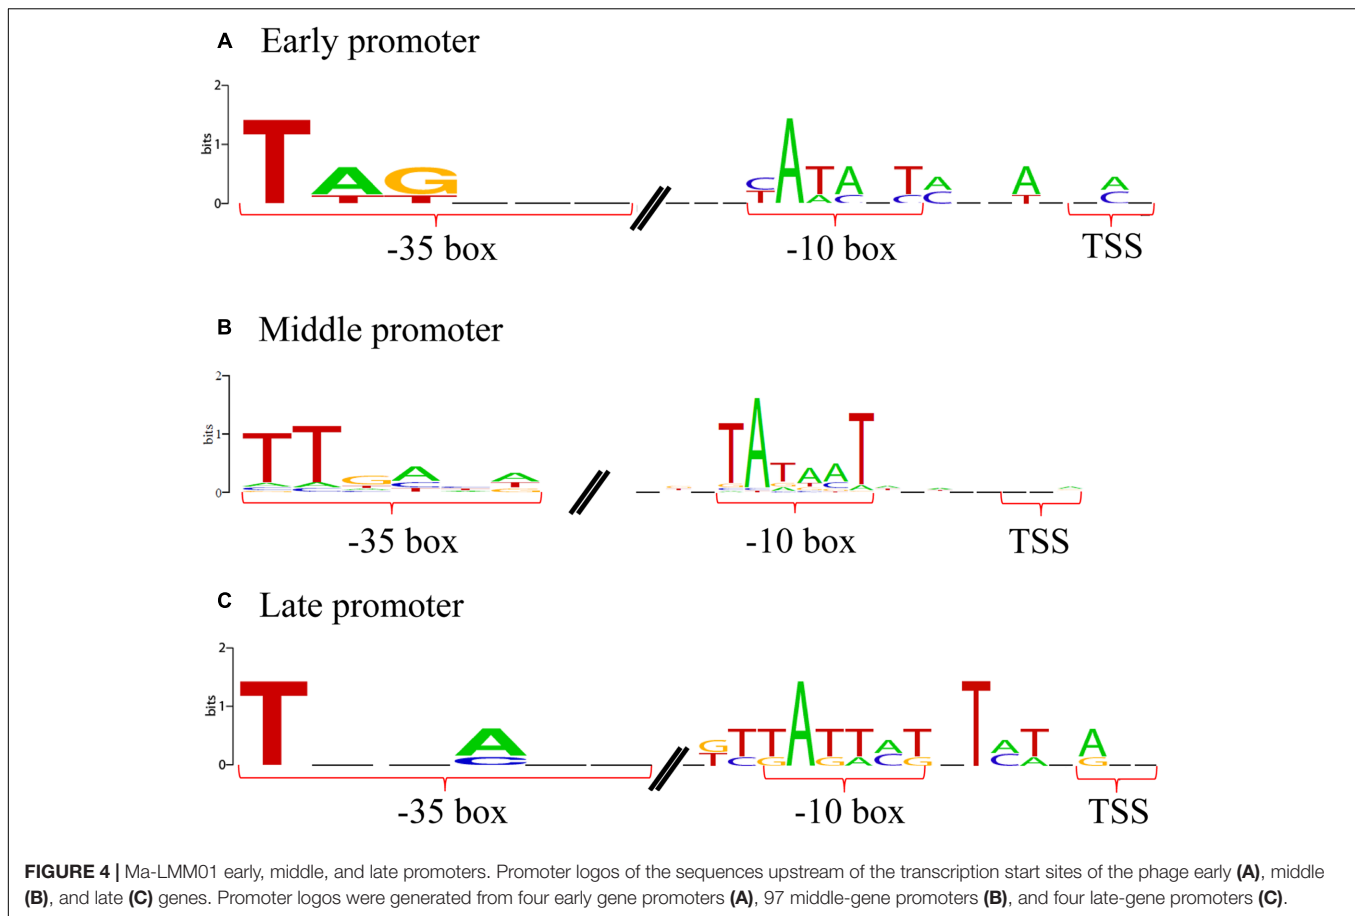 A Early promoter
2
1
0
bits
T A G C A T A T A A A
T T T A C C C T C
-35 box
-10 box
TSS
B Middle promoter
2
1
0
bits
T T G A A T A T A A T
-35 box
-10 box
TSS
C Late promoter
2
1
0
bits
T A G T T A T T A T T A T A
C T C G G A C G C A G
-35 box
-10 box
TSS
FIGURE 4 | Ma-LMM01 early, middle, and late promoters. Promoter logos of the sequences upstream of the transcription start sites of the phage early (A), middle
(B), and late (C) genes. Promoter logos were generated from four early gene promoters (A), 97 middle-gene promoters (B), and four late-gene promoters (C).